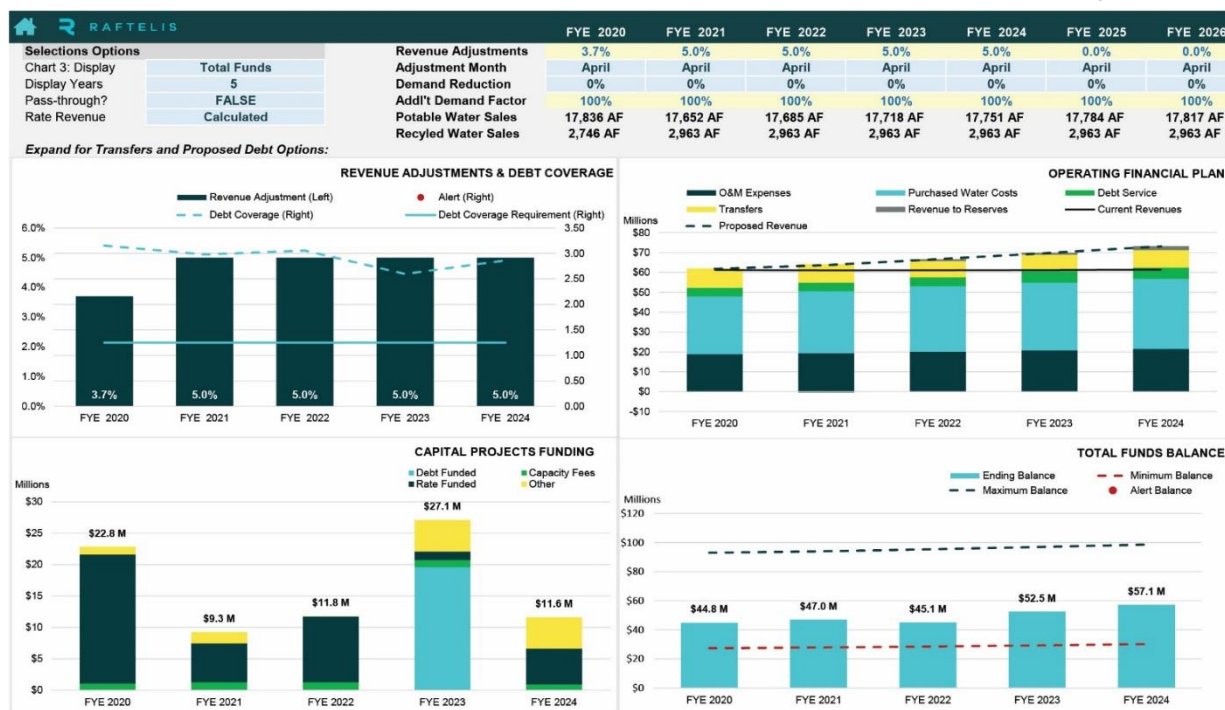 RAFTELIS FYE 2020 FYE 2021 FYE 2022 FYE 2023 FYE 2024 FYE 2025 FYE 2026
Selections Options Revenue Adjustments 3.7% 5.0% 5.0% 5.0% 5.0% 0.0% 0.0%
Chart 3: Display Total Funds Adjustment Month April April April April April April April
Display Years 5 Demand Reduction 0% 0% 0% 0% 0% 0% 0%
Pass-through? FALSE Addl't Demand Factor 100% 100% 100% 100% 100% 100% 100%
Rate Revenue Calculated Potable Water Sales 17,836 AF 17,652 AF 17,685 AF 17,718 AF 17,751 AF 17,784 AF 17,817 AF
Recyled Water Sales 2,746 AF 2,963 AF 2,963 AF 2,963 AF 2,963 AF 2,963 AF 2,963 AF
Expand for Transfers and Proposed Debt Options:
REVENUE ADJUSTMENTS & DEBT COVERAGE
Revenue Adjustment (Left) Alert (Right)
Debt Coverage (Right) Debt Coverage Requirement (Right)
6.0% 3.50
5.0% 3.00
4.0% 2.50
3.0% 2.00
2.0% 1.50
1.0% 1.00
0.0% 0.50
0.00
3.7% 5.0% 5.0% 5.0% 5.0%
FYE 2020 FYE 2021 FYE 2022 FYE 2023 FYE 2024
OPERATING FINANCIAL PLAN
O&M Expenses Purchased Water Costs Debt Service
Transfers Revenue to Reserves Current Revenues
Proposed Revenue
Millions
$80
$70
$60
$50
$40
$30
$20
$10
$0
-$10
FYE 2020 FYE 2021 FYE 2022 FYE 2023 FYE 2024
CAPITAL PROJECTS FUNDING
Debt Funded Capacity Fees
Rate Funded Other
Millions
$30
$25
$20
$15
$10
$5
$0
$22.8 M $9.3 M $11.8 M $27.1 M $11.6 M
FYE 2020 FYE 2021 FYE 2022 FYE 2023 FYE 2024
TOTAL FUNDS BALANCE
Ending Balance Minimum Balance
Maximum Balance Alert Balance
Millions
$120
$100
$80
$60
$40
$20
$0
$44.8 M $47.0 M $45.1 M $52.5 M $57.1 M
FYE 2020 FYE 2021 FYE 2022 FYE 2023 FYE 2024